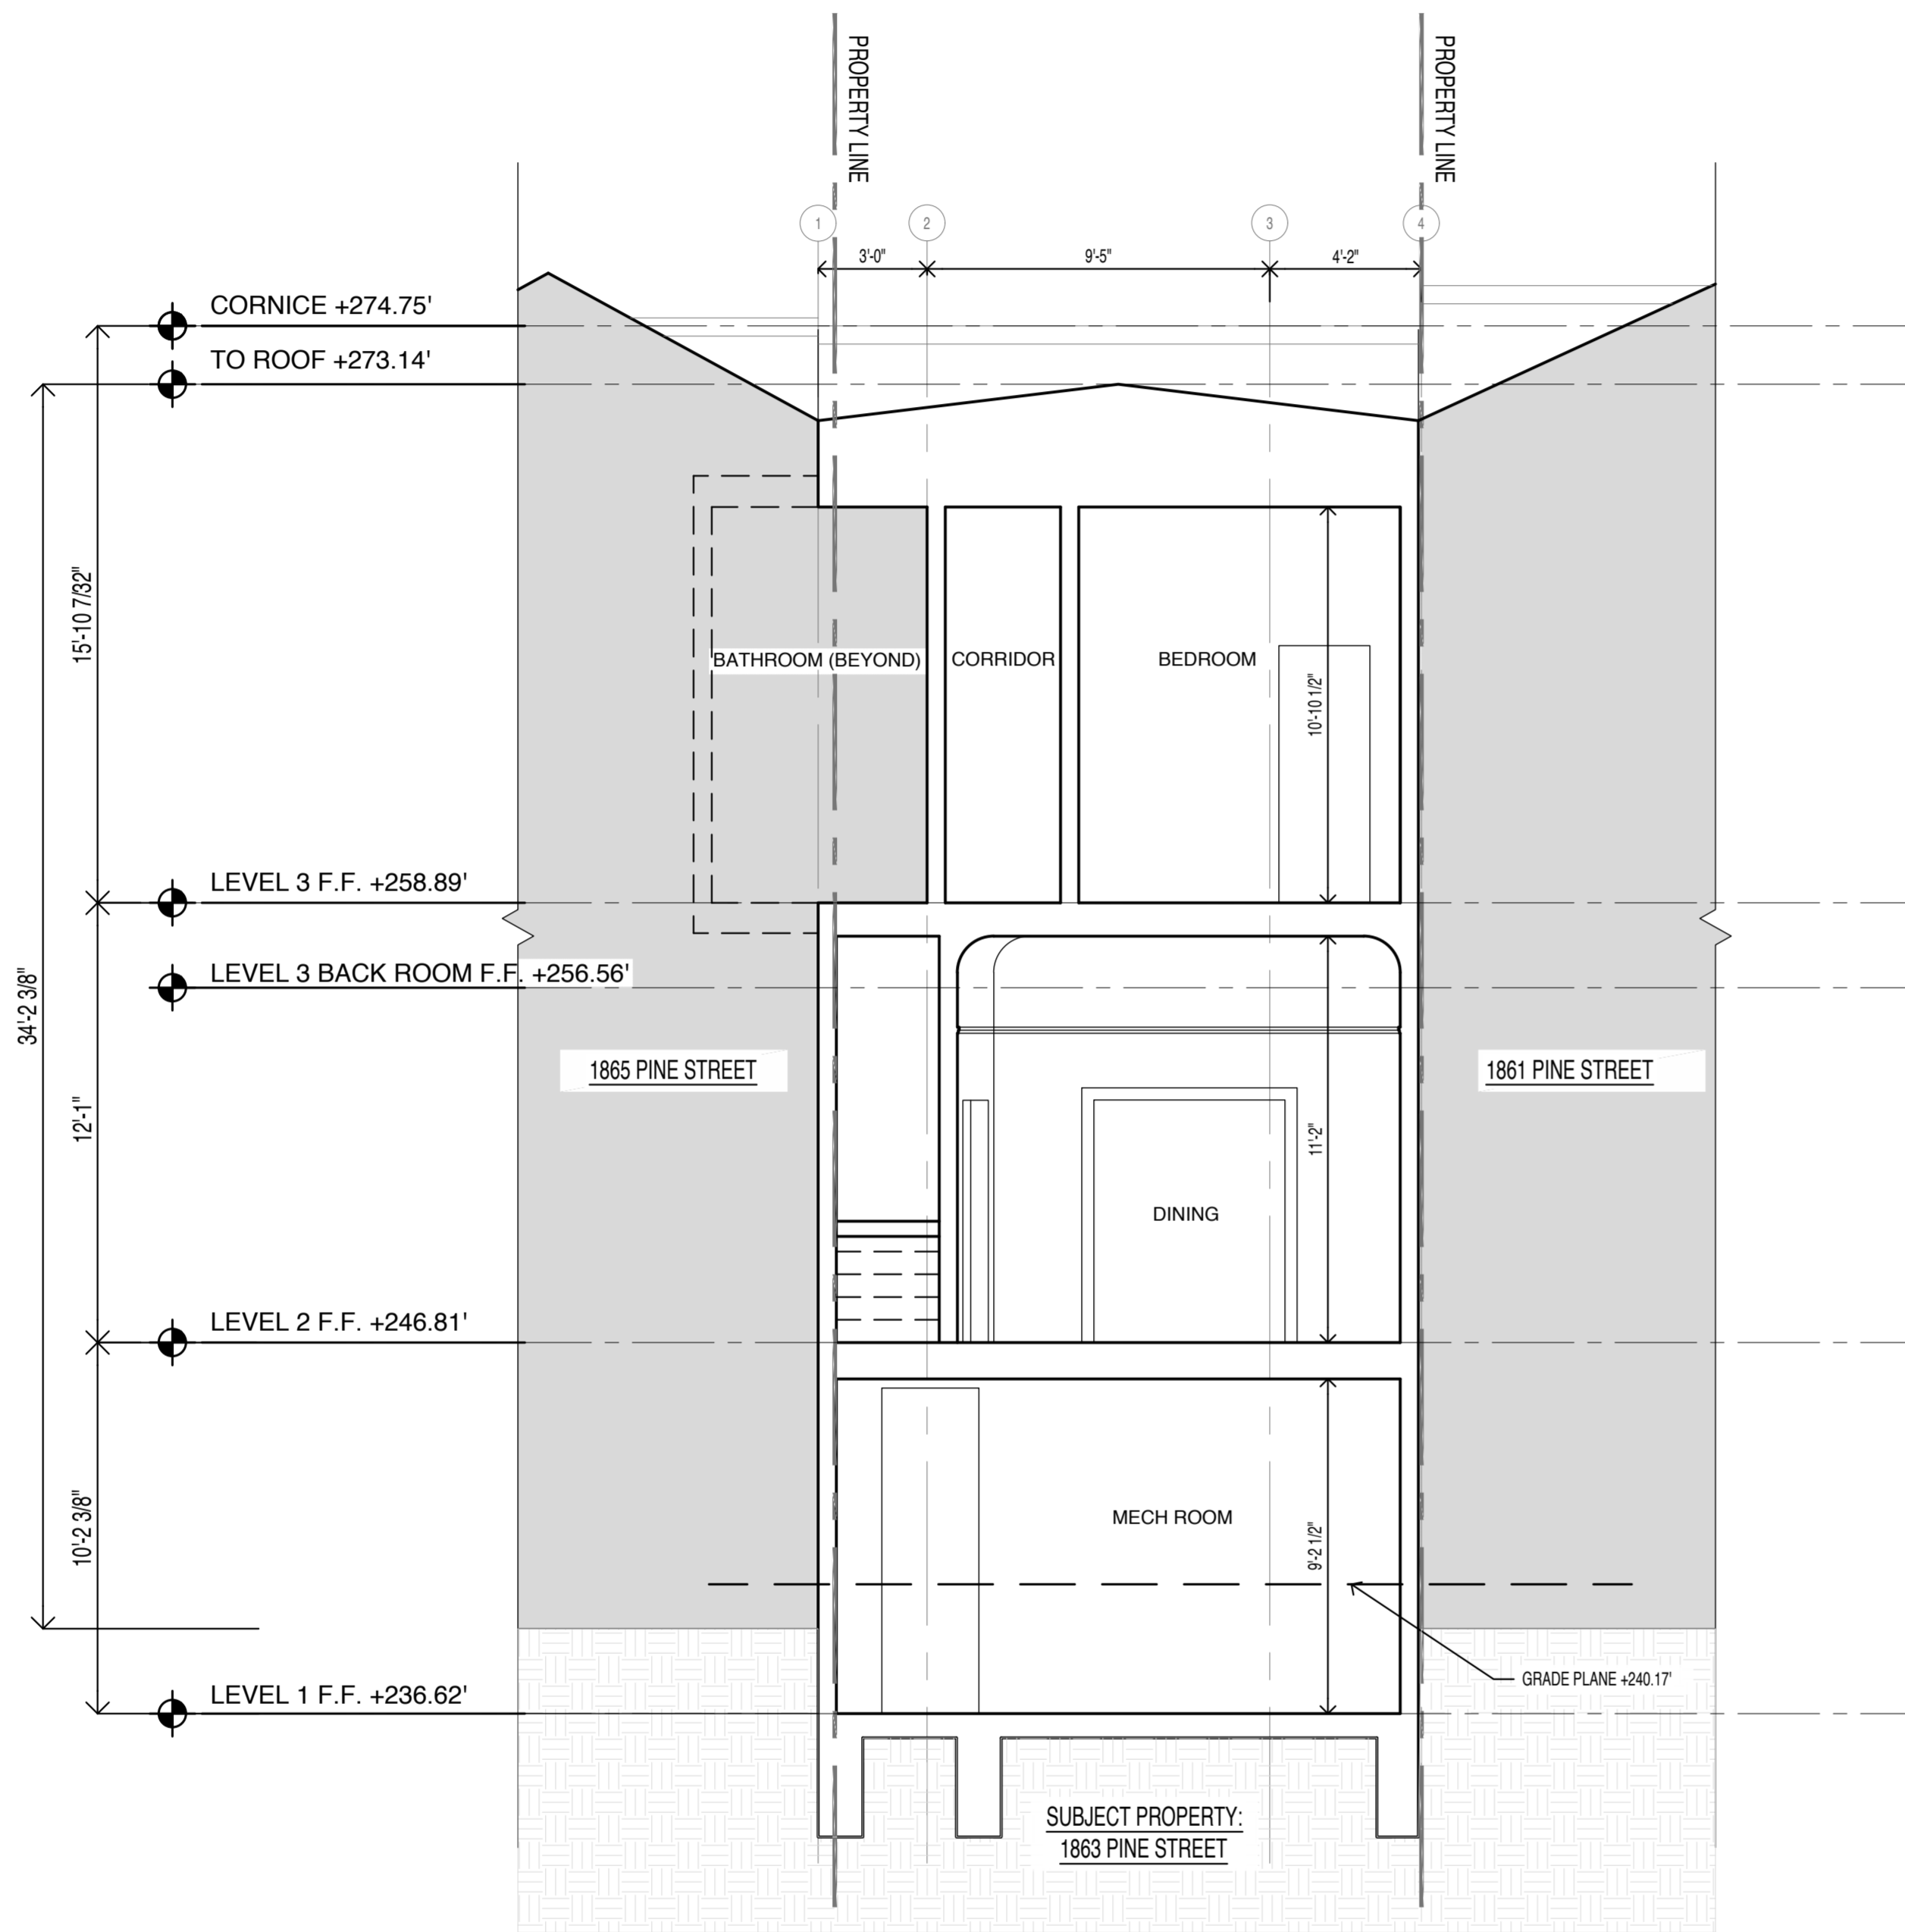 PROPERTY LINE
PROPERTY LINE
1
2
3
4
3'-0"
9'-5"
4'-2"
CORNICE +274.75'
TO ROOF +273.14'
15'-10 7/32"
BATHROOM (BEYOND)
CORRIDOR
BEDROOM
10'-10 1/2"
LEVEL 3 F.F. +258.89'
LEVEL 3 BACK ROOM F.F. +256.56'
34'-2 3/8"
1865 PINE STREET
1861 PINE STREET
12'-1"
11'-2"
DINING
LEVEL 2 F.F. +246.81'
10'-2 3/8"
MECH ROOM
9'-2 1/2"
GRADE PLANE +240.17'
LEVEL 1 F.F. +236.62'
SUBJECT PROPERTY:
1863 PINE STREET